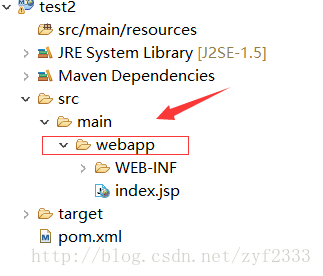 test2
src/main/resources
JRE System Library [J2SE-1.5]
Maven Dependencies
src
main
webapp
WEB-INF
index.jsp
target
pom.xml
http://blog.csdn.net/zyf2333